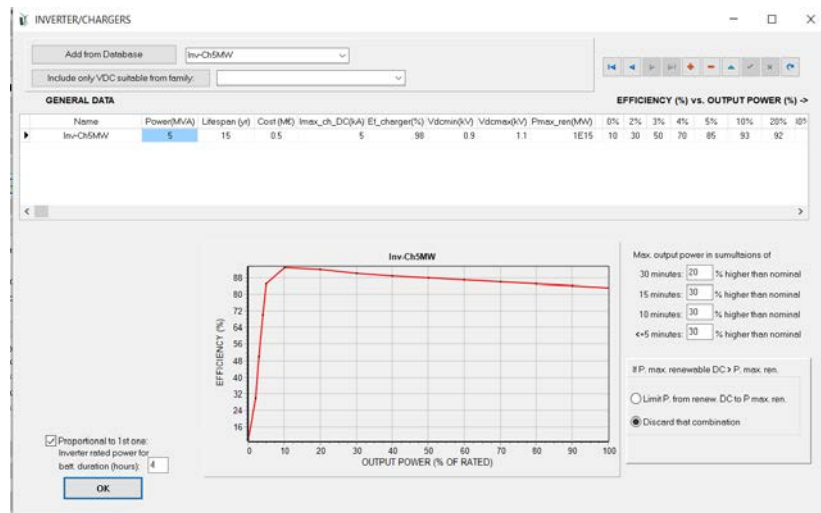 INVERTER/CHARGERS
Add from Database
Inv-Ch5MW
Include only VDC suitable from family:
GENERAL DATA
EFFICIENCY (%) vs. OUTPUT POWER (%) ->
Name Power(MVA) Lifespan (yr) Cost (M€) Imax_ch_DC(kA) Ef_charger(%) Vdcmin(kV) Vdcmax(kV) Pmax_ren(MW) 0% 2% 3% 4% 5% 10% 20%
Inv-Ch5MW 5 15 0.5 5 98 0.9 1.1 1E15 10 30 50 70 85 93 92
Inv-Ch5MW
88
80
72
64
56
48
40
32
24
16
EFFICIENCY (%)
0 10 20 30 40 50 60 70 80 90 100
OUTPUT POWER (% OF RATED)
Max. output power in sumultaions of
30 minutes: 20 % higher than nominal
15 minutes: 30 % higher than nominal
10 minutes: 30 % higher than nominal
<=5 minutes: 30 % higher than nominal
If P. max. renewable DC > P. max. ren.
Limit P. from renew. DC to P max. ren.
Discard that combination
Proportional to 1st one:
Inverter rated power for
batt. duration (hours): 4
OK